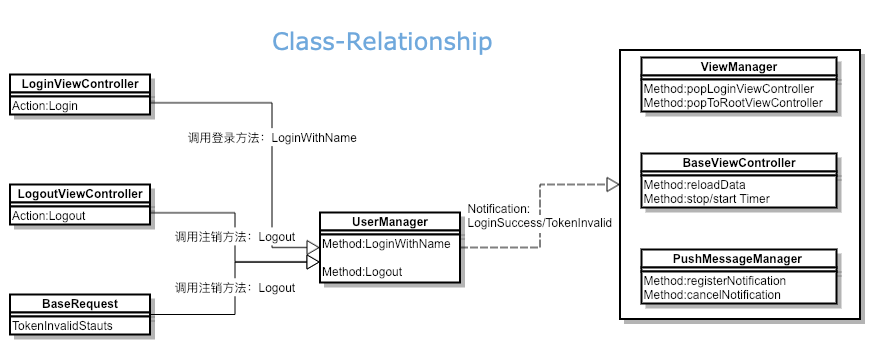 Class-Relationship
LoginViewController
Action:Login
调用登录方法：LoginWithName
LogoutViewController
Action:Logout
调用注销方法：Logout
调用注销方法：Logout
BaseRequest
TokenInvalidStauts
UserManager
Method:LoginWithName
Method:Logout
Notification:
LoginSuccess/TokenInvalid
ViewManager
Method:popLoginViewController
Method:popToRootViewController
BaseViewController
Method:reloadData
Method:stop/start Timer
PushMessageManager
Method:registerNotification
Method:cancelNotification